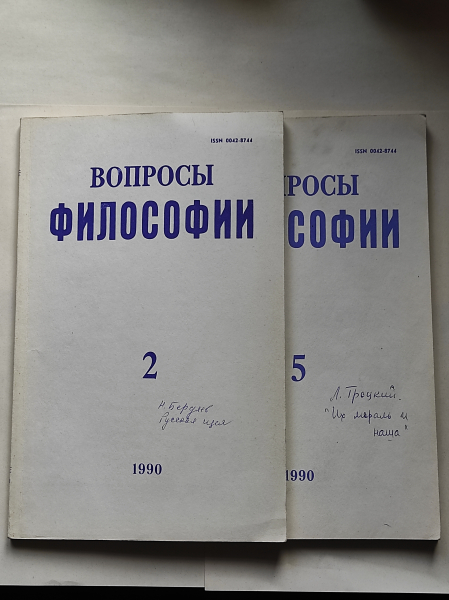 ISSN 0042-8744
ВОПРОСЫ
ФИЛОСОФИИ
2
Н. Бердяев
Русская идея
1990
ISSN 0042-8744
ПРОСЫ
СОФИИ
5
Л. Троцкий.
"Их мораль и
наша"
1990